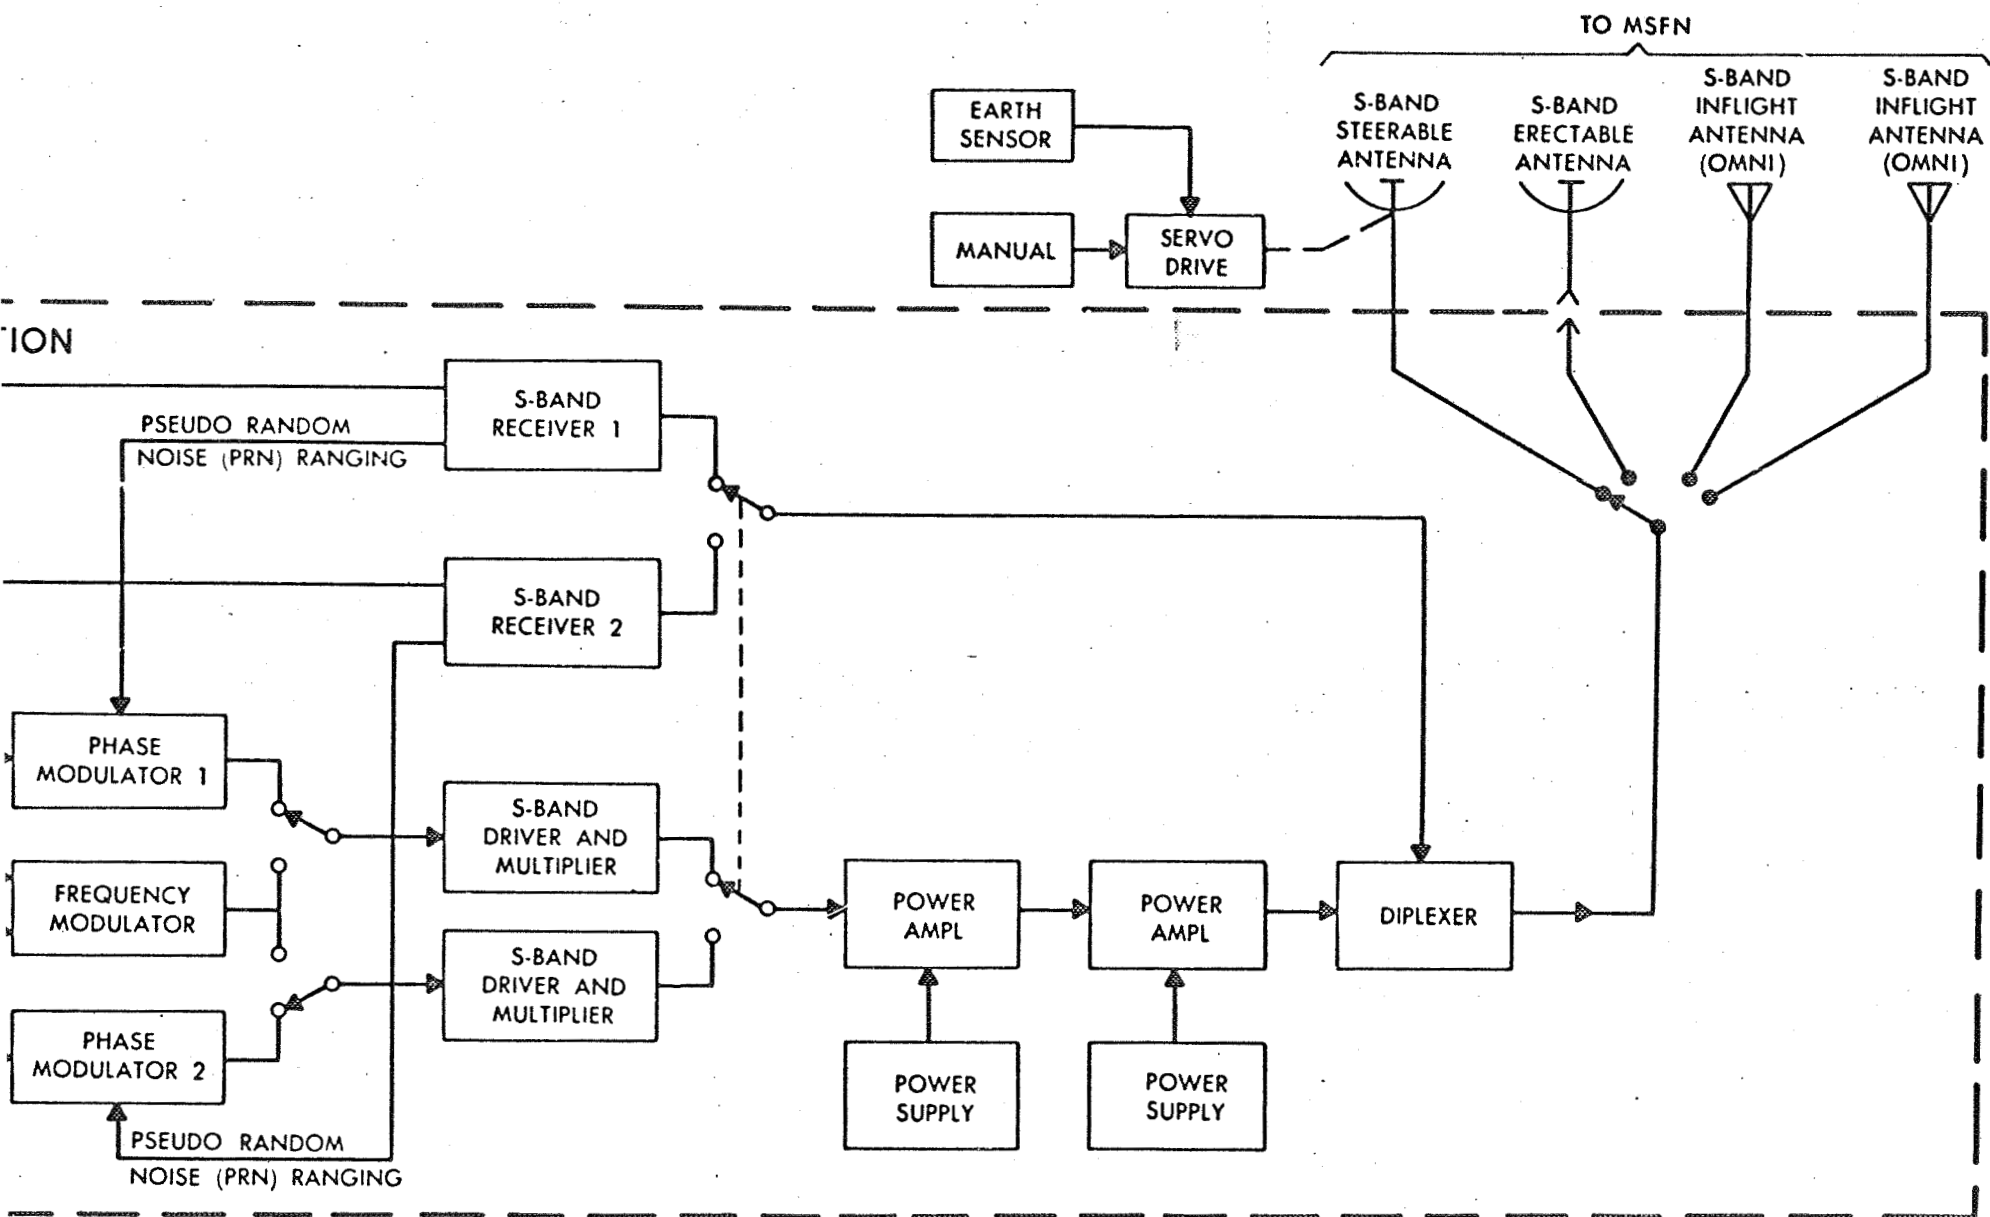 TO MSFN
S-BAND
STEERABLE
ANTENNA
S-BAND
ERECTABLE
ANTENNA
S-BAND
INFLIGHT
ANTENNA
(OMNI)
S-BAND
INFLIGHT
ANTENNA
(OMNI)
EARTH
SENSOR
MANUAL
SERVO
DRIVE
TION
S-BAND
RECEIVER 1
PSEUDO RANDOM
NOISE (PRN) RANGING
S-BAND
RECEIVER 2
PHASE
MODULATOR 1
S-BAND
DRIVER AND
MULTIPLIER
FREQUENCY
MODULATOR
POWER
AMPL
POWER
AMPL
DIPLEXER
S-BAND
DRIVER AND
MULTIPLIER
PHASE
MODULATOR 2
POWER
SUPPLY
POWER
SUPPLY
PSEUDO RANDOM
NOISE (PRN) RANGING